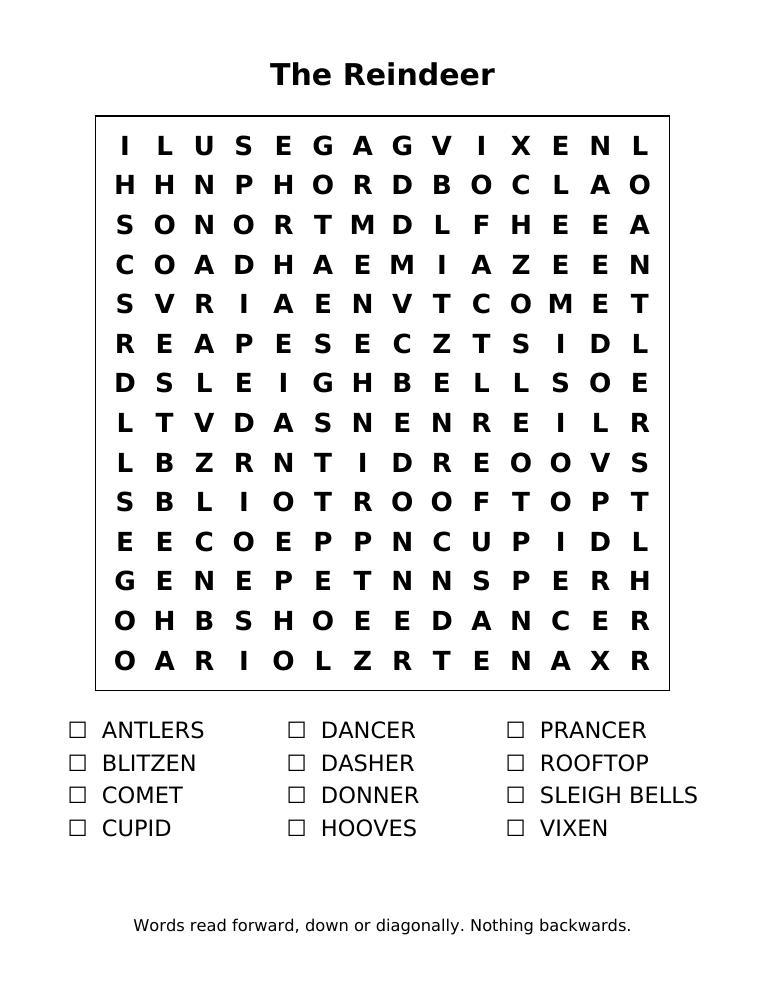 The Reindeer
I L U S E G A G V I X E N L
H H N P H O R D B O C L A O
S O N O R T M D L F H E E A
C O A D H A E M I A Z E E N
S V R I A E N V T C O M E T
R E A P E S E C Z T S I D L
D S L E I G H B E L L S O E
L T V D A S N E N R E I L R
L B Z R N T I D R E O O V S
S B L I O T R O O F T O P T
E E C O E P P N C U P I D L
G E N E P E T N N S P E R H
O H B S H O E E D A N C E R
O A R I O L Z R T E N A X R
☐ ANTLERS ☐ DANCER ☐ PRANCER
☐ BLITZEN ☐ DASHER ☐ ROOFTOP
☐ COMET ☐ DONNER ☐ SLEIGH BELLS
☐ CUPID ☐ HOOVES ☐ VIXEN
Words read forward, down or diagonally. Nothing backwards.